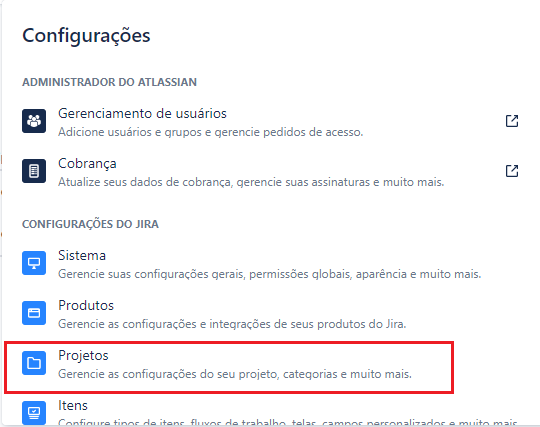 Configurações
ADMINISTRADOR DO ATLASSIAN
Gerenciamento de usuários
Adicione usuários e grupos e gerencie pedidos de acesso.
Cobrança
Atualize seus dados de cobrança, gerencie suas assinaturas e muito mais.
CONFIGURAÇÕES DO JIRA
Sistema
Gerencie suas configurações gerais, permissões globais, aparência e muito mais.
Produtos
Gerencie as configurações e integrações de seus produtos do Jira.
Projetos
Gerencie as configurações do seu projeto, categorias e muito mais.
Itens
Configure tipos de itens, fluxos de trabalho, telas, campos personalizados e muito mais